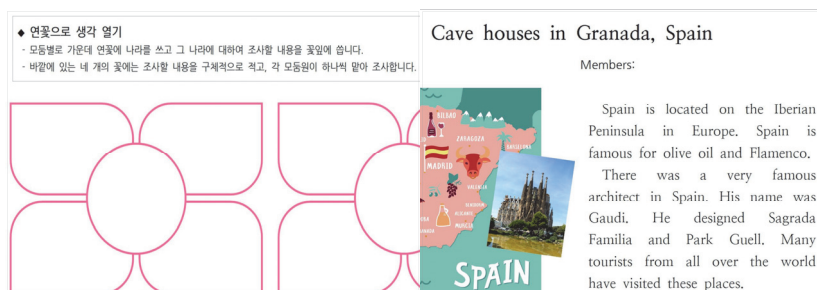 ◆ 연꽃으로 생각 열기
- 모둠별로 가운데 연꽃에 나라를 쓰고 그 나라에 대하여 조사할 내용을 꽃잎에 씁니다.
- 바깥에 있는 네 개의 꽃에는 조사할 내용을 구체적으로 적고, 각 모둠원이 하나씩 맡아 조사합니다.
Cave houses in Granada, Spain
Members:
BILBAO
ZARAGOZA
BARCELONA
MADRID
VALENCIA
ALICANTE
MURCIA
SPAIN
Spain is located on the Iberian
Peninsula in Europe. Spain is
famous for olive oil and Flamenco.
There was a very famous
architect in Spain. His name was
Gaudi. He designed Sagrada
Familia and Park Guell. Many
tourists from all over the world
have visited these places.